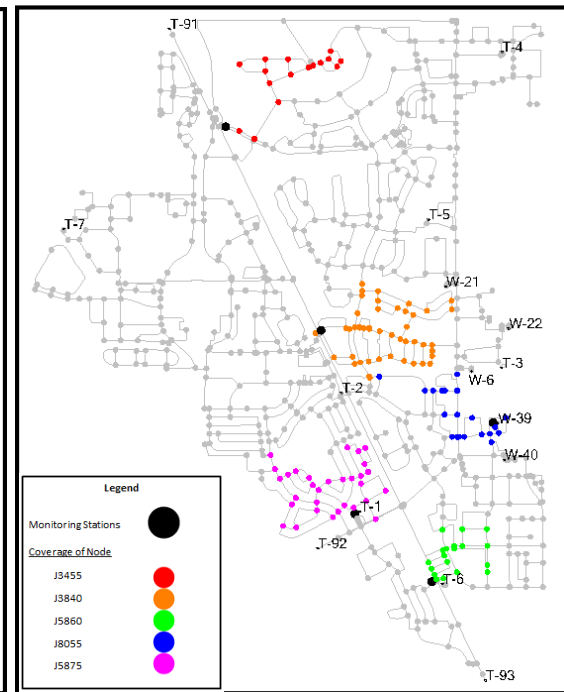 T-91
T-4
T-5
T-7
W-21
W-22
T-3
W-6
T-2
W-39
W-40
T-1
T-92
T-6
T-93
Legend
Monitoring Stations
Coverage of Node
J3455
J3840
J5860
J8055
J5875